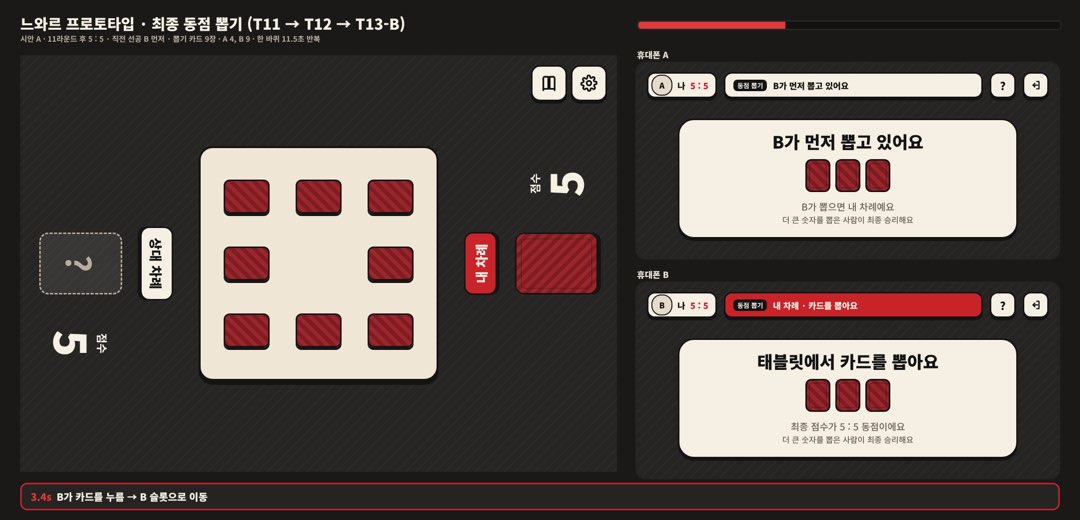 느와르 프로토타입 · 최종 동점 뽑기 (T11 → T12 → T13-B)
시안 A · 11라운드 후 5 : 5 · 직전 선공 B 먼저 · 뽑기 카드 9장 · A 4, B 9 · 한 바퀴 11.5초 반복
?
상대 차례
5
점수
점수
5
내 차례
휴대폰 A
A 나 5 : 5 동점 뽑기 B가 먼저 뽑고 있어요 ?
B가 먼저 뽑고 있어요
B가 뽑으면 내 차례예요
더 큰 숫자를 뽑은 사람이 최종 승리해요
휴대폰 B
B 나 5 : 5 동점 뽑기 내 차례 · 카드를 뽑아요 ?
태블릿에서 카드를 뽑아요
최종 점수가 5 : 5 동점이에요
더 큰 숫자를 뽑은 사람이 최종 승리해요
3.4s B가 카드를 누름 → B 슬롯으로 이동